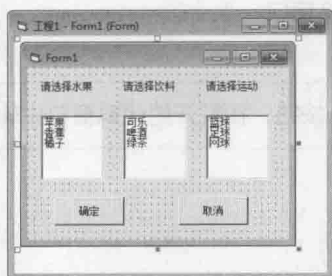 工程1 - Form1 (Form)
Form1
请选择水果 请选择饮料 请选择运动
苹果 可乐 篮球
香蕉 啤酒 足球
橘子 绿茶 网球
确定 取消